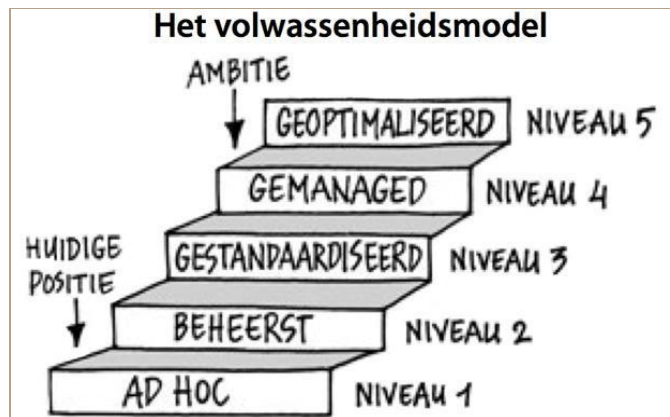 Het volwassenheidsmodel
AMBITIE
GEOPTIMALISEERD NIVEAU 5
GEMANAGED NIVEAU 4
HUIDIGE
POSITIE
GESTANDAARDISEERD NIVEAU 3
BEHEERST NIVEAU 2
AD HOC NIVEAU 1